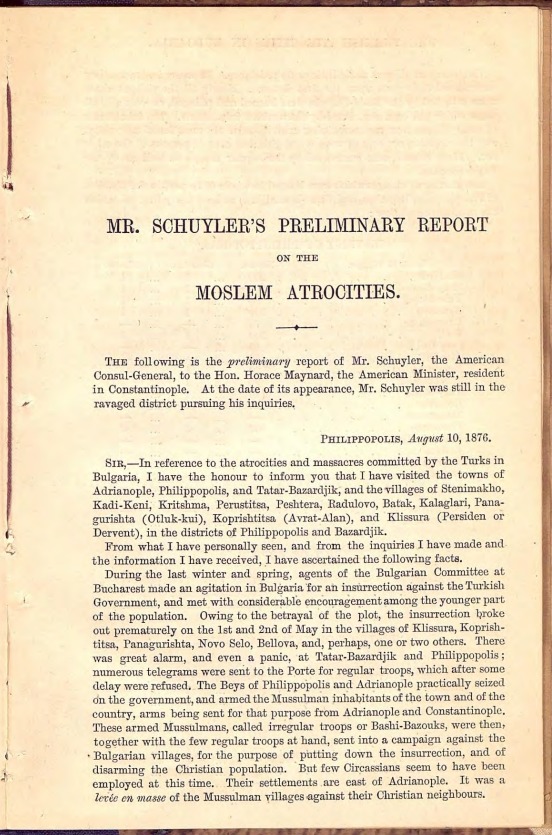 MR. SCHUYLER'S PRELIMINARY REPORT
ON THE
MOSLEM ATROCITIES.
THE following is the preliminary report of Mr. Schuyler, the American
Consul-General, to the Hon. Horace Maynard, the American Minister, resident
in Constantinople. At the date of its appearance, Mr. Schuyler was still in the
ravaged district pursuing his inquiries.
PHILIPPOPOLIS, August 10, 1876.
SIR,—In reference to the atrocities and massacres committed by the Turks in
Bulgaria, I have the honour to inform you that I have visited the towns of
Adrianople, Philippopolis, and Tatar-Bazardjik, and the villages of Stenimakho,
Kadi-Keni, Kritshma, Perustitsa, Peshtera, Radulovo, Batak, Kalaglari, Pana-
gurishta (Otluk-kui), Koprishtitsa (Avrat-Alan), and Klissura (Persiden or
Dervent), in the districts of Philippopolis and Bazardjik.
From what I have personally seen, and from the inquiries I have made and
the information I have received, I have ascertained the following facts.
During the last winter and spring, agents of the Bulgarian Committee at
Bucharest made an agitation in Bulgaria for an insurrection against the Turkish
Government, and met with considerable encouragement among the younger part
of the population. Owing to the betrayal of the plot, the insurrection broke
out prematurely on the 1st and 2nd of May in the villages of Klissura, Koprish-
titsa, Panagurishta, Novo Selo, Bellova, and, perhaps, one or two others. There
was great alarm, and even a panic, at Tatar-Bazardjik and Philippopolis;
numerous telegrams were sent to the Porte for regular troops, which after some
delay were refused. The Beys of Philippopolis and Adrianople practically seized
on the government, and armed the Mussulman inhabitants of the town and of the
country, arms being sent for that purpose from Adrianople and Constantinople.
These armed Mussulmans, called irregular troops or Bashi-Bazouks, were then,
together with the few regular troops at hand, sent into a campaign against the
Bulgarian villages, for the purpose of putting down the insurrection, and of
disarming the Christian population. But few Circassians seem to have been
employed at this time. Their settlements are east of Adrianople. It was a
levée en masse of the Mussulman villages against their Christian neighbours.